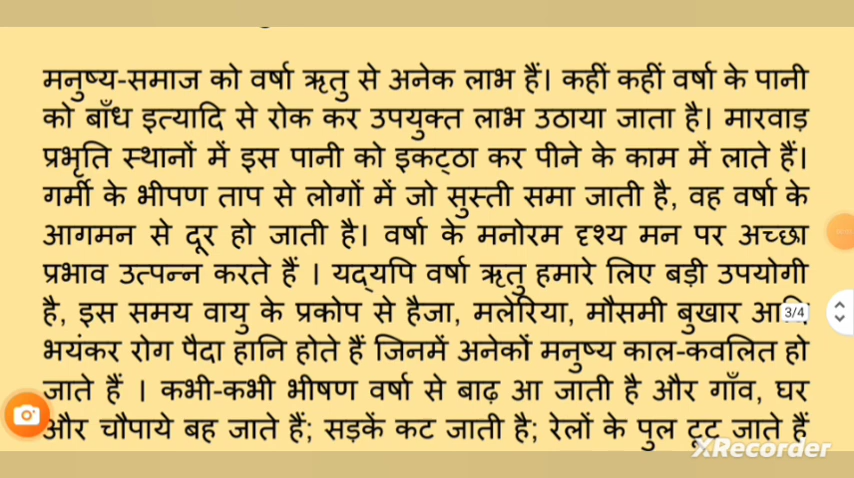 मनुष्य-समाज को वर्षा ऋतु से अनेक लाभ हैं। कहीं कहीं वर्षा के पानी
को बाँध इत्यादि से रोक कर उपयुक्त लाभ उठाया जाता है। मारवाड़
प्रभृति स्थानों में इस पानी को इकट्ठा कर पीने के काम में लाते हैं।
गर्मी के भीपण ताप से लोगों में जो सुस्ती समा जाती है, वह वर्षा के
आगमन से दूर हो जाती है। वर्षा के मनोरम दृश्य मन पर अच्छा
प्रभाव उत्पन्न करते हैं । यद्यपि वर्षा ऋतु हमारे लिए बड़ी उपयोगी
है, इस समय वायु के प्रकोप से हैजा, मलेरिया, मौसमी बुखार
3/4
भयंकर रोग पैदा हानि होते हैं जिनमें अनेकों मनुष्य काल-कवलित हो
जाते हैं । कभी-कभी भीषण वर्षा से बाढ़ आ जाती है और गाँव, घर
और चौपाये बह जाते हैं; सड़कें कट जाती है; रेलों के पुल टूट जाते हैं
XRecorder